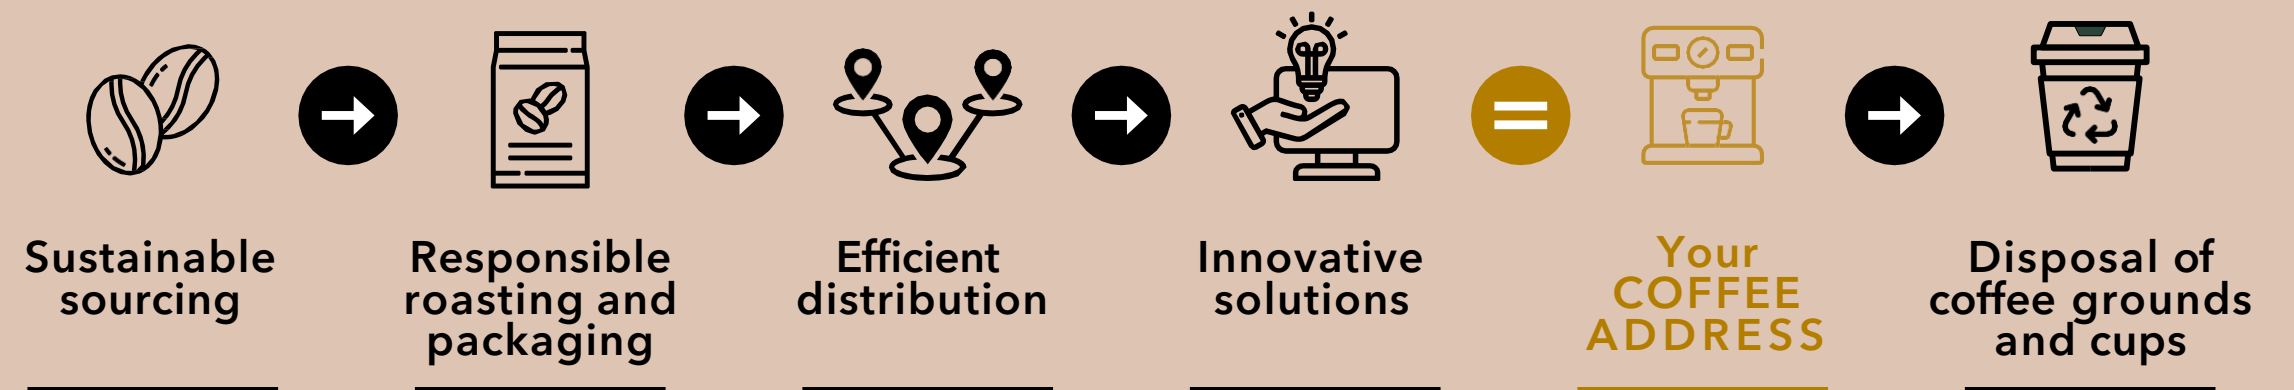 Sustainable
sourcing
Responsible
roasting and
packaging
Efficient
distribution
Innovative
solutions
Your
COFFEE
ADDRESS
Disposal of
coffee grounds
and cups